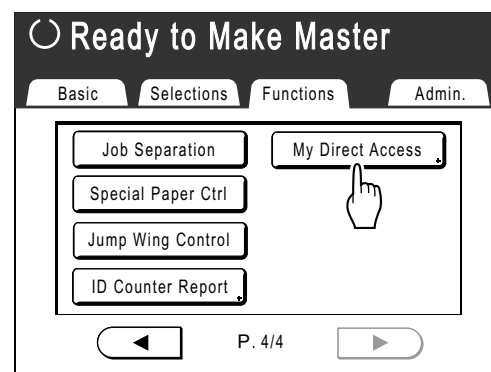 Ready to Make Master
Basic Selections Functions Admin.
Job Separation My Direct Access
Special Paper Ctrl
Jump Wing Control
ID Counter Report
P. 4/4